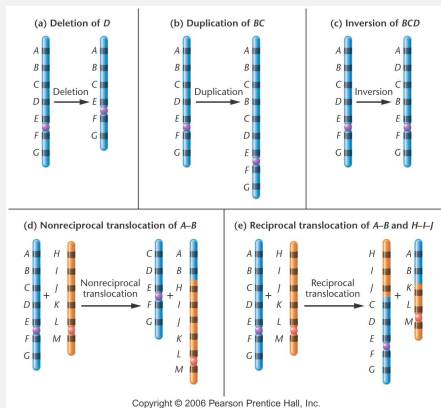 (a) Deletion of D
A
B
C
D
E
F
G
Deletion
A
B
C
E
F
G
(b) Duplication of BC
A
B
C
D
E
F
G
Duplication
A
B
C
B
C
D
E
F
G
(c) Inversion of BCD
A
B
C
D
E
F
G
Inversion
A
D
C
B
E
F
G
(d) Nonreciprocal translocation of A–B
A
B
C
D
E
F
G
+
H
I
J
K
L
M
Nonreciprocal
translocation
C
D
E
F
G
+
A
B
H
I
J
K
L
M
(e) Reciprocal translocation of A–B and H–I–J
A
B
C
D
E
F
G
+
H
I
J
K
L
M
Reciprocal
translocation
H
I
J
C
D
E
F
G
+
A
B
K
L
M
Copyright © 2006 Pearson Prentice Hall, Inc.